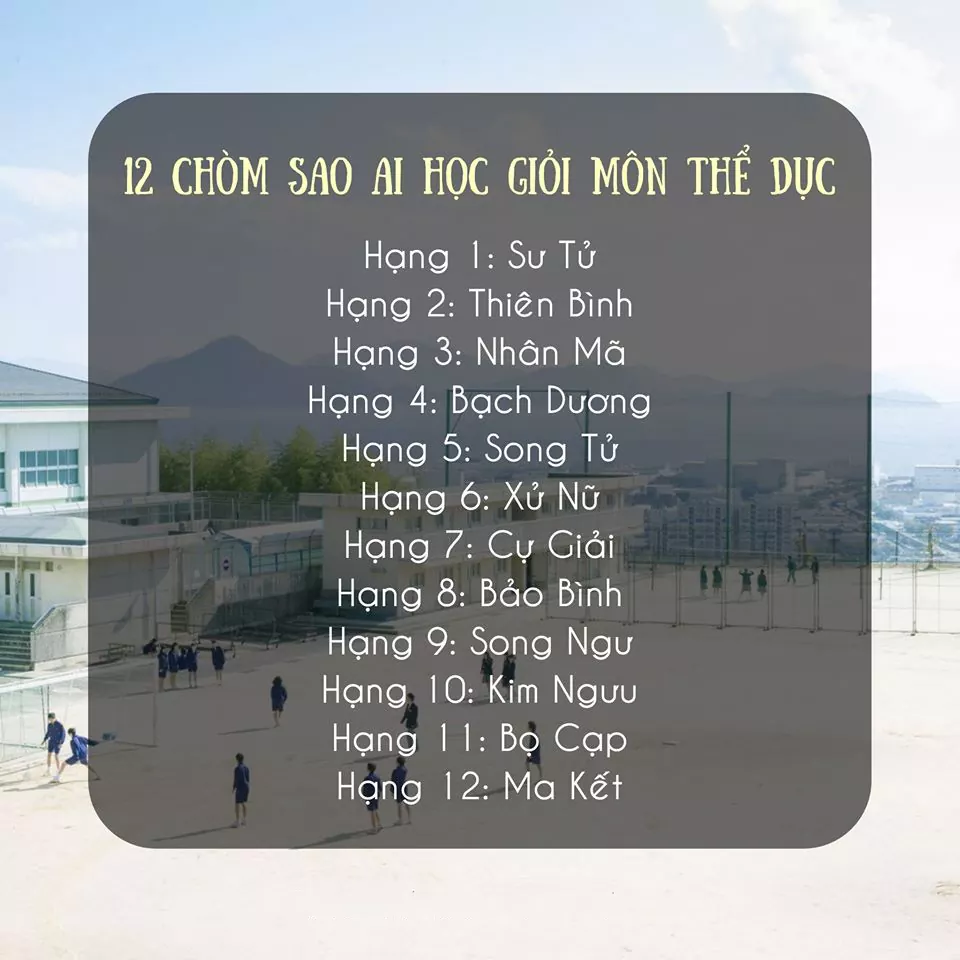 12 CHÒM SAO AI HỌC GIỎI MÔN THỂ DỤC
Hạng 1: Sư Tử
Hạng 2: Thiên Bình
Hạng 3: Nhân Mã
Hạng 4: Bạch Dương
Hạng 5: Song Tử
Hạng 6: Xử Nữ
Hạng 7: Cự Giải
Hạng 8: Bảo Bình
Hạng 9: Song Ngư
Hạng 10: Kim Ngưu
Hạng 11: Bọ Cạp
Hạng 12: Ma Kết